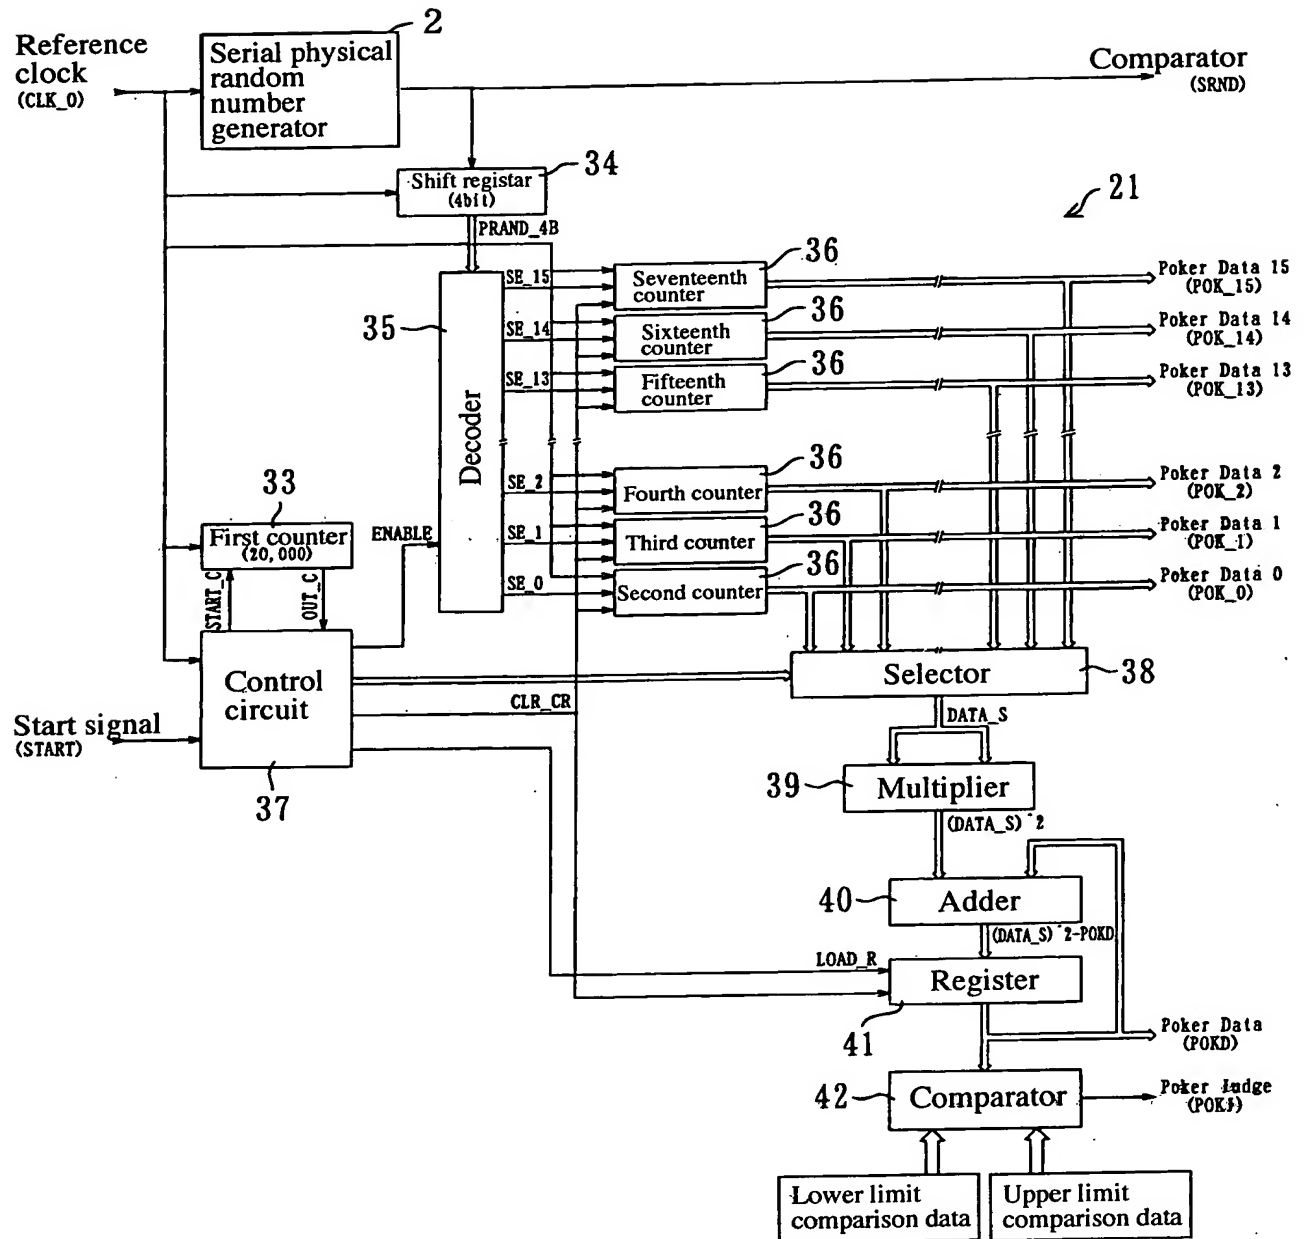 Reference
clock
(CLK_0)
2
Serial physical
random
number
generator
Comparator
(SRND)
Shift registar
(4bit)
34
21
PRAND_4B
35
Decoder
SE_15
SE_14
SE_13
SE_2
SE_1
SE_0
36
Seventeenth
counter
36
Sixteenth
counter
36
Fifteenth
counter
36
Fourth counter
36
Third counter
36
Second counter
Poker Data 15
(POK_15)
Poker Data 14
(POK_14)
Poker Data 13
(POK_13)
Poker Data 2
(POK_2)
Poker Data 1
(POK_1)
Poker Data 0
(POK_0)
33
First counter
(20,000)
ENABLE
START_C
OUT_C
Control
circuit
37
Start signal
(START)
CLR_CR
Selector
38
DATA_S
39
Multiplier
(DATA_S)^2
40
Adder
(DATA_S)^2-POKD
LOAD_R
Register
41
Poker Data
(POKD)
42
Comparator
Poker Judge
(POKJ)
Lower limit
comparison data
Upper limit
comparison data